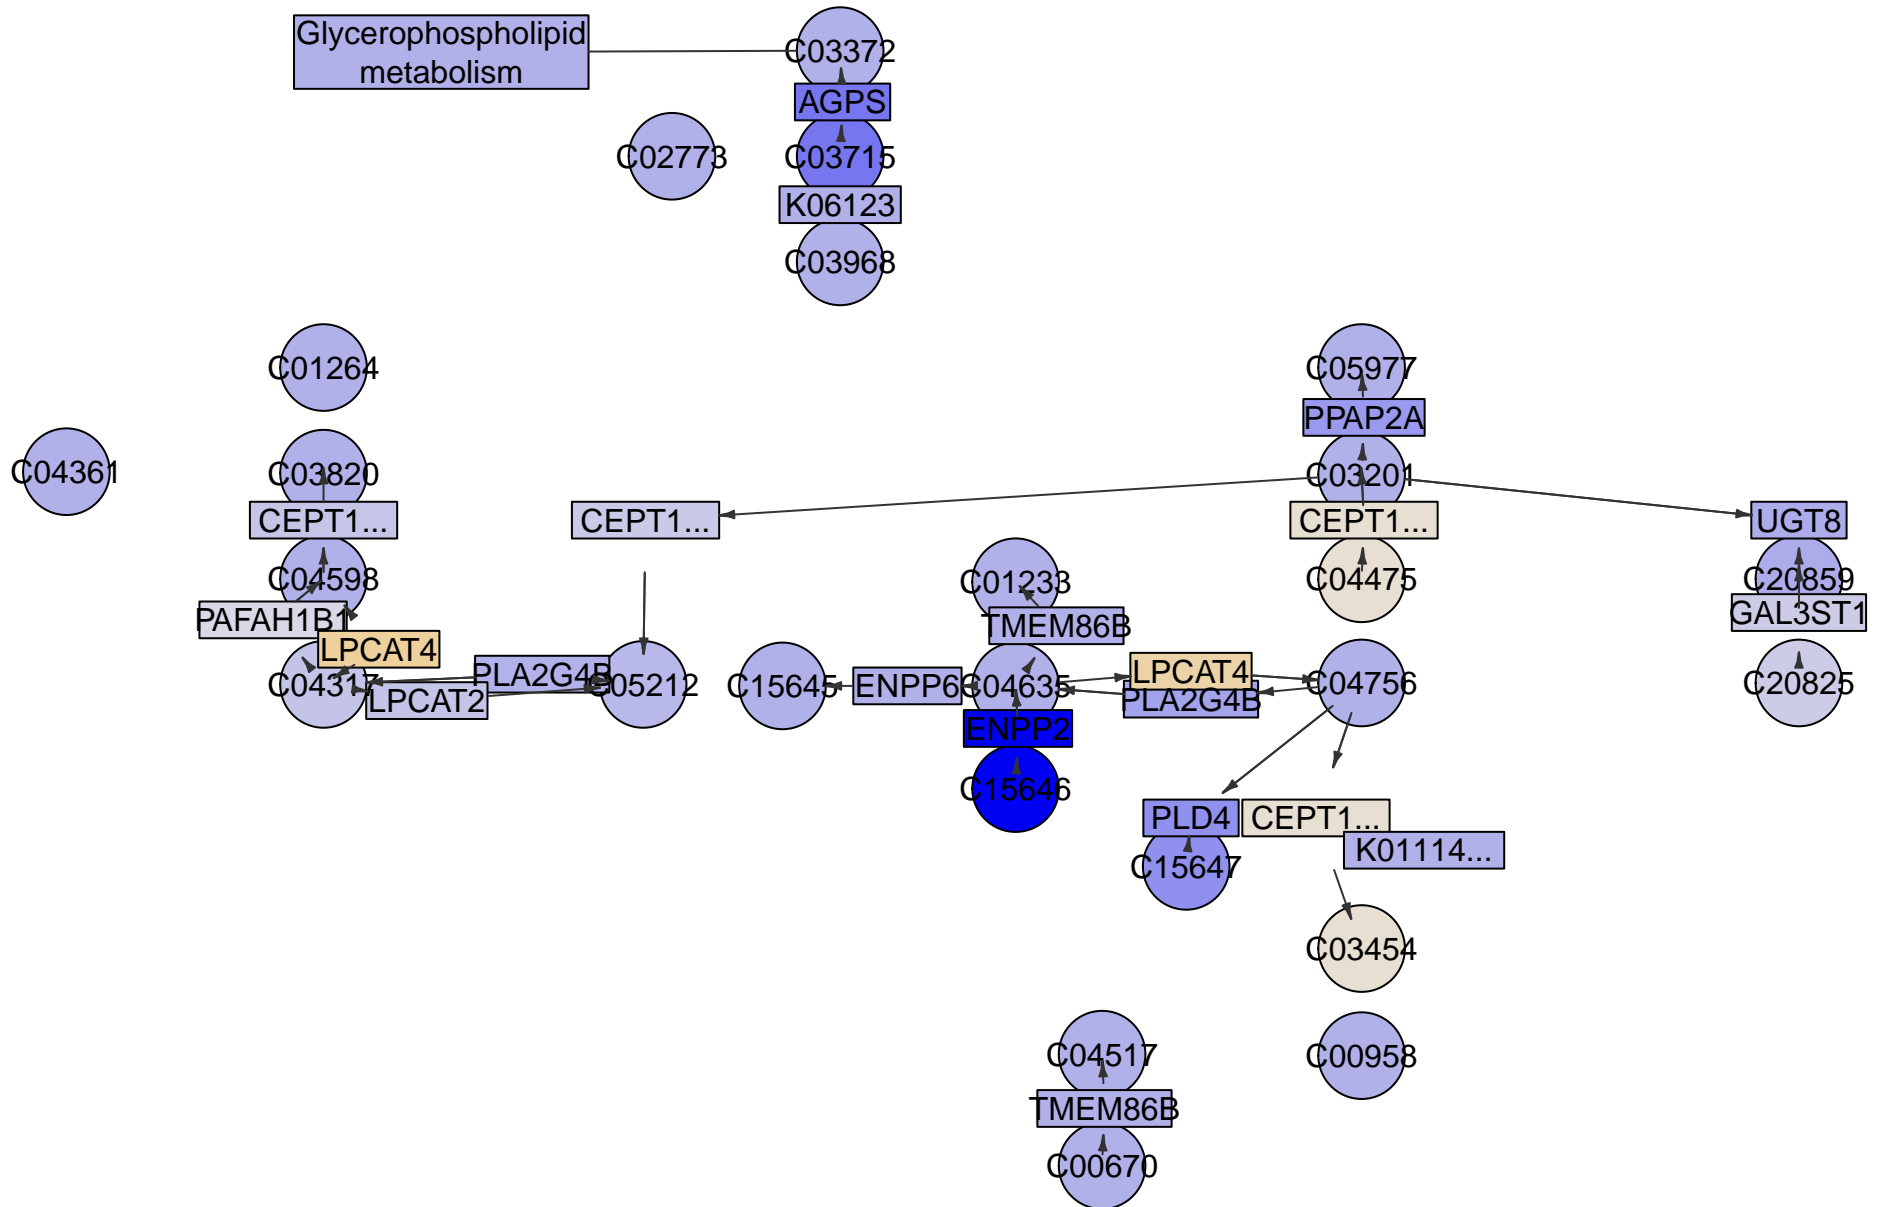 Glycerophospholipid
metabolism
C03372
AGPS
C02773
C03715
K06123
C03968
C01264
C05977
PPAP2A
C04361
C03820
C03201
CEPT1...
CEPT1...
CEPT1...
UGT8
C04598
C01233
C04475
C20859
PAFAH1B1
TMEM86B
GAL3ST1
LPCAT4
C04317
PLA2G4B
LPCAT2
C05212
C15645
ENPP6
C04635
LPCAT4
PLA2G4B
C04756
C20825
ENPP2
C15646
PLD4
CEPT1...
K01114...
C15647
C03454
C04517
C00958
TMEM86B
C00670